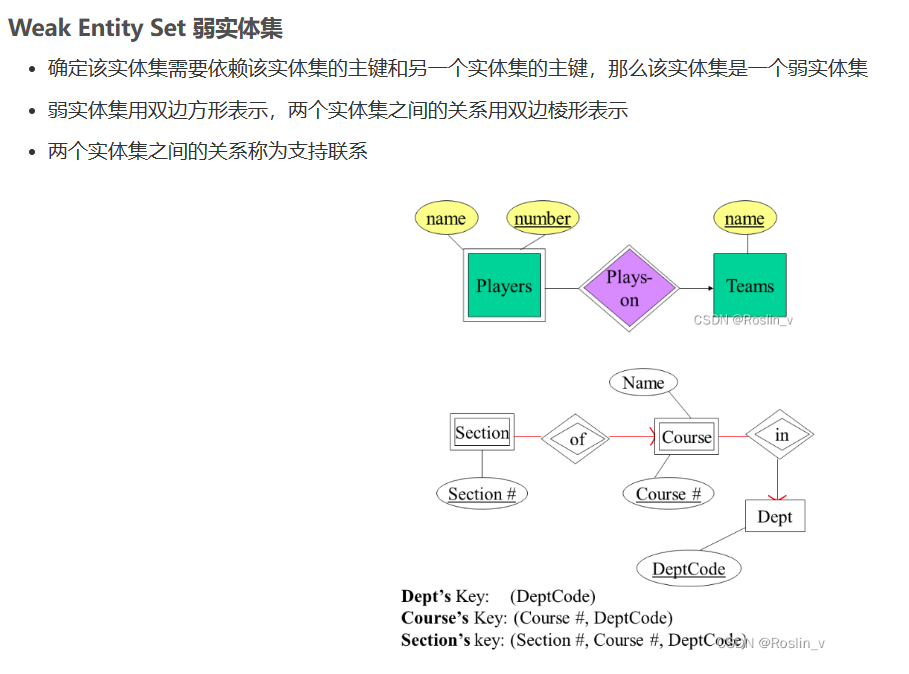 Weak Entity Set 弱实体集
• 确定该实体集需要依赖该实体集的主键和另一个实体集的主键，那么该实体集是一个弱实体集
• 弱实体集用双边方形表示，两个实体集之间的关系用双边棱形表示
• 两个实体集之间的关系称为支持联系
name number name
Players Plays-on Teams
CSDN @Roslin_v
Name
Section of Course in
Section # Course #
Dept
DeptCode
Dept's Key: (DeptCode)
Course's Key: (Course #, DeptCode)
Section's key: (Section #, Course #, DeptCode)
CSDN @Roslin_v